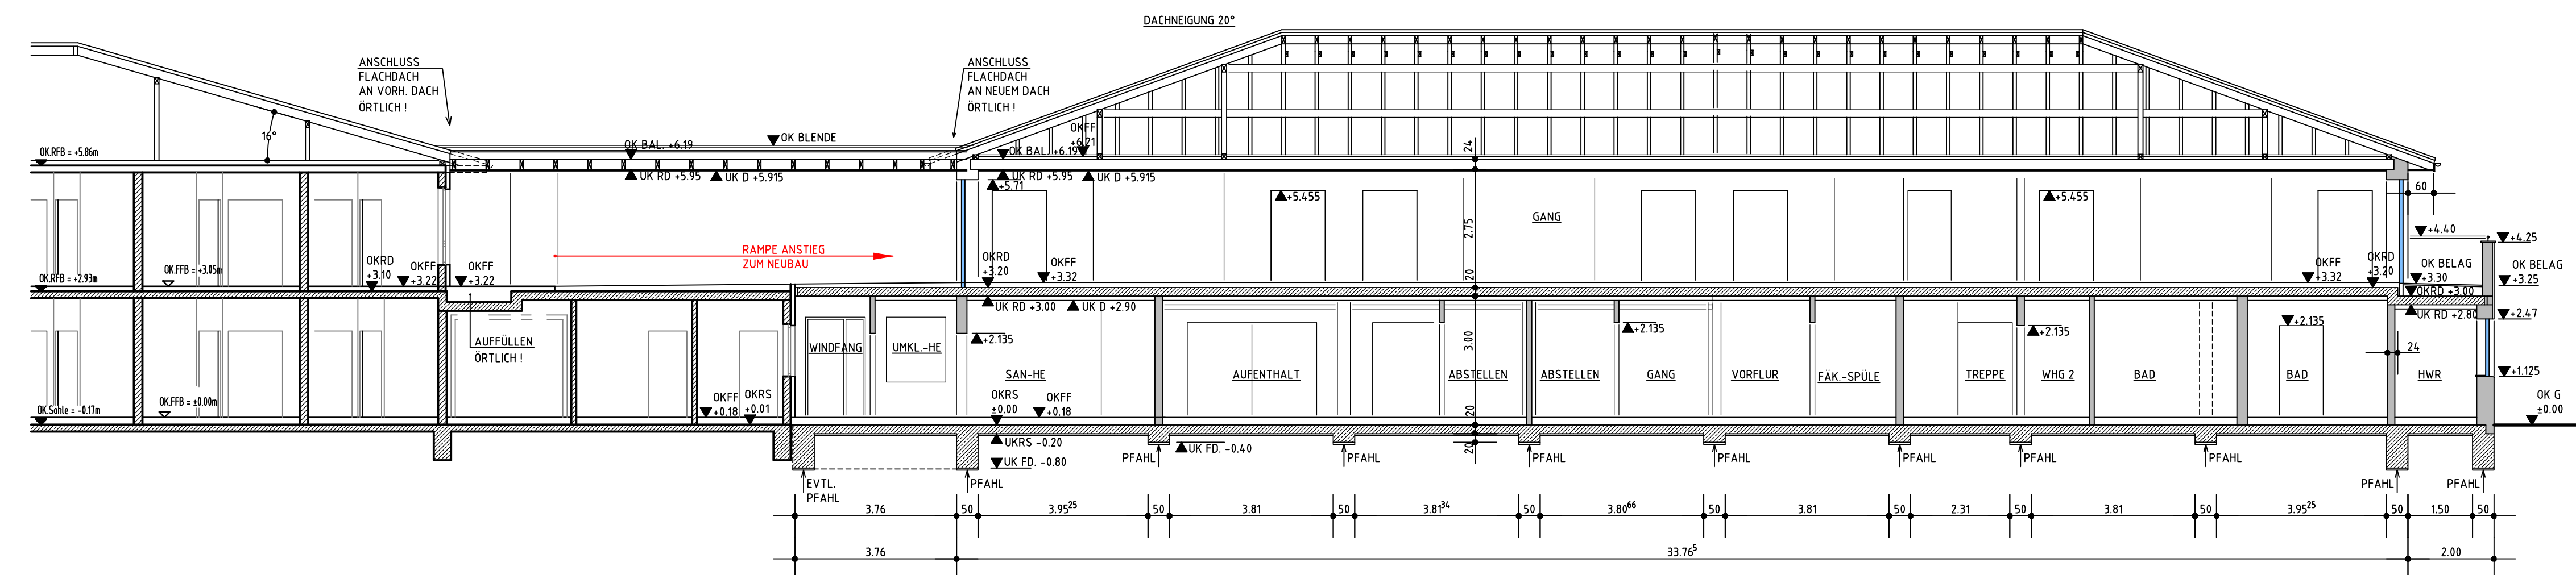 DACHNEIGUNG 20°
ANSCHLUSS
FLACHDACH
AN VORH. DACH
ÖRTLICH !
ANSCHLUSS
FLACHDACH
AN NEUEM DACH
ÖRTLICH !
16°
OK BLENDE
OK BAL. +6.19
OKFF
+6.21
OK BAL. +6.19
24
OK.RFB = +5.86m
UK RD +5.95
UK D +5.915
UK RD +5.95
UK D +5.915
+5.71
+5.455
+5.455
60
GANG
2.75
RAMPE ANSTIEG
ZUM NEUBAU
+4.40
+4.25
OK.RFB = +2.93m
OK.FFB = +3.05m
OKRD
+3.10
OKFF
+3.22
OKFF
+3.22
OKRD
+3.20
OKFF
+3.32
20
OKFF
+3.32
OKRD
+3.20
OK BELAG
+3.30
OK BELAG
+3.25
OKRD +3.00
UK RD +3.00
UK D +2.90
UK RD +2.80
+2.47
+2.135
+2.135
+2.135
+2.135
AUFFÜLLEN
ÖRTLICH !
3.00
24
WINDFANG
UMKL.-HE
SAN-HE
AUFENTHALT
ABSTELLEN
ABSTELLEN
GANG
VORFLUR
FÄK.-SPÜLE
TREPPE
WHG 2
BAD
BAD
HWR
+1.125
OK.Sohle = -0.17m
OK.FFB = ±0.00m
OKFF
+0.18
OKRS
+0.01
OKRS
±0.00
OKFF
+0.18
20
OK G
±0.00
UKRS -0.20
UK FD. -0.40
UK FD. -0.80
20
EVTL.
PFAHL
PFAHL
PFAHL
PFAHL
PFAHL
PFAHL
PFAHL
PFAHL
PFAHL
PFAHL
PFAHL
3.76 50 3.95²⁵ 50 3.81 50 3.81³⁴ 50 3.80⁶⁶ 50 3.81 50 2.31 50 3.81 50 3.95²⁵ 50 1.50 50
3.76 33.76⁵ 2.00